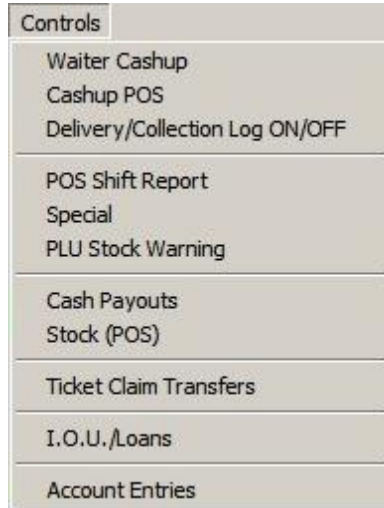 Controls
Waiter Cashup
Cashup POS
Delivery/Collection Log ON/OFF
POS Shift Report
Special
PLU Stock Warning
Cash Payouts
Stock (POS)
Ticket Claim Transfers
I.O.U./Loans
Account Entries